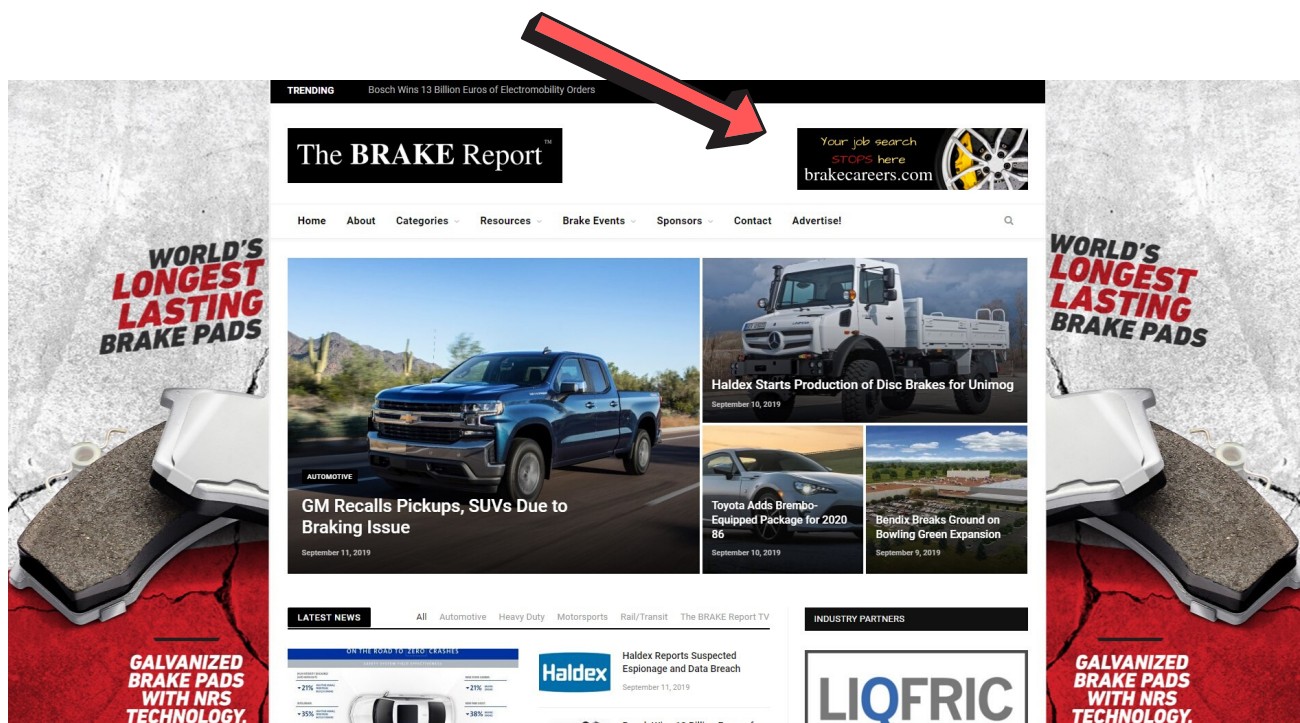 TRENDING Bosch Wins 13 Billion Euros of Electromobility Orders
The BRAKE Report™
Your job search
STOPS here
brakecareers.com
Home About Categories Resources Brake Events Sponsors Contact Advertise!
WORLD'S
LONGEST
LASTING
BRAKE PADS
WORLD'S
LONGEST
LASTING
BRAKE PADS
AUTOMOTIVE
GM Recalls Pickups, SUVs Due to
Braking Issue
September 11, 2019
Haldex Starts Production of Disc Brakes for Unimog
September 10, 2019
Toyota Adds Brembo-
Equipped Package for 2020
86
September 10, 2019
Bendix Breaks Ground on
Bowling Green Expansion
September 9, 2019
LATEST NEWS All Automotive Heavy Duty Motorsports Rail/Transit The BRAKE Report TV
INDUSTRY PARTNERS
ON THE ROAD TO 'ZERO' CRASHES
-21%
-21%
-35%
-38%
Haldex
Haldex Reports Suspected
Espionage and Data Breach
September 11, 2019
LIQFRIC
GALVANIZED
BRAKE PADS
WITH NRS
TECHNOLOGY.
GALVANIZED
BRAKE PADS
WITH NRS
TECHNOLOGY.